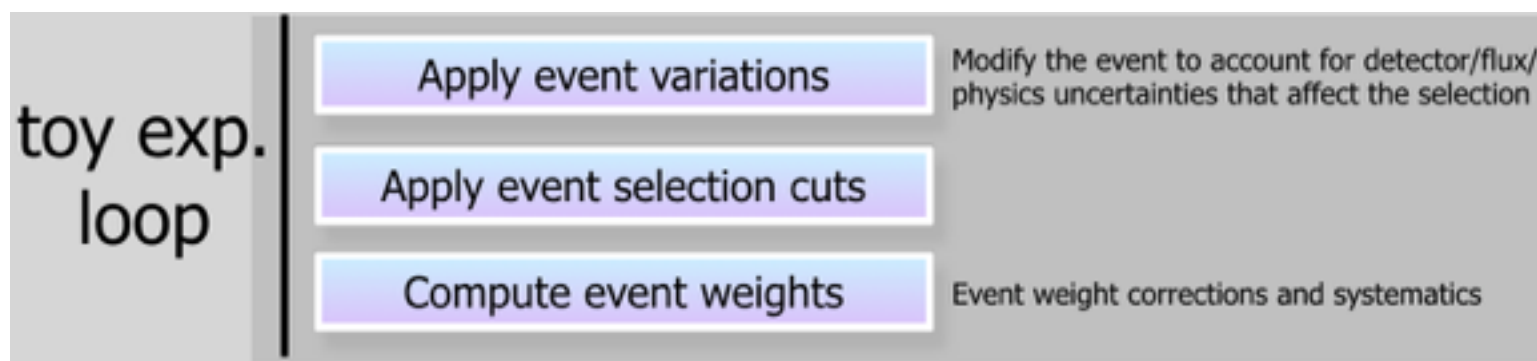 toy exp.
loop
Apply event variations
Modify the event to account for detector/flux/
physics uncertainties that affect the selection
Apply event selection cuts
Compute event weights
Event weight corrections and systematics